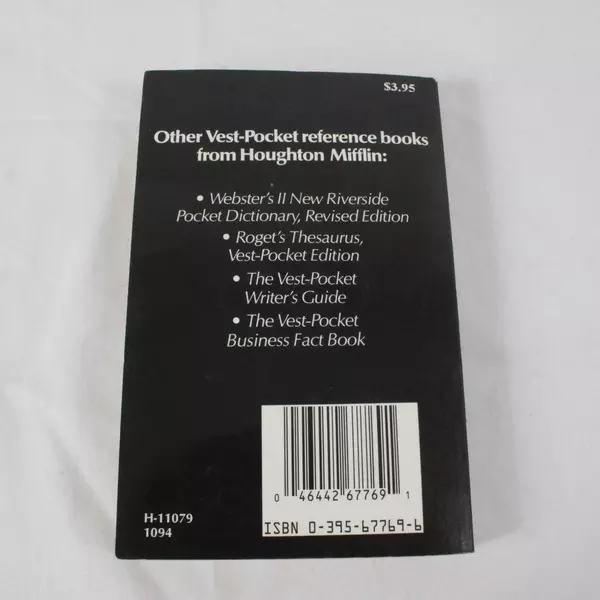 $3.95
Other Vest-Pocket reference books
from Houghton Mifflin:
• Webster's II New Riverside
Pocket Dictionary, Revised Edition
• Roget's Thesaurus,
Vest-Pocket Edition
• The Vest-Pocket
Writer's Guide
• The Vest-Pocket
Business Fact Book
0 46442 67769 1
ISBN 0-395-67769-6
H-11079
1094